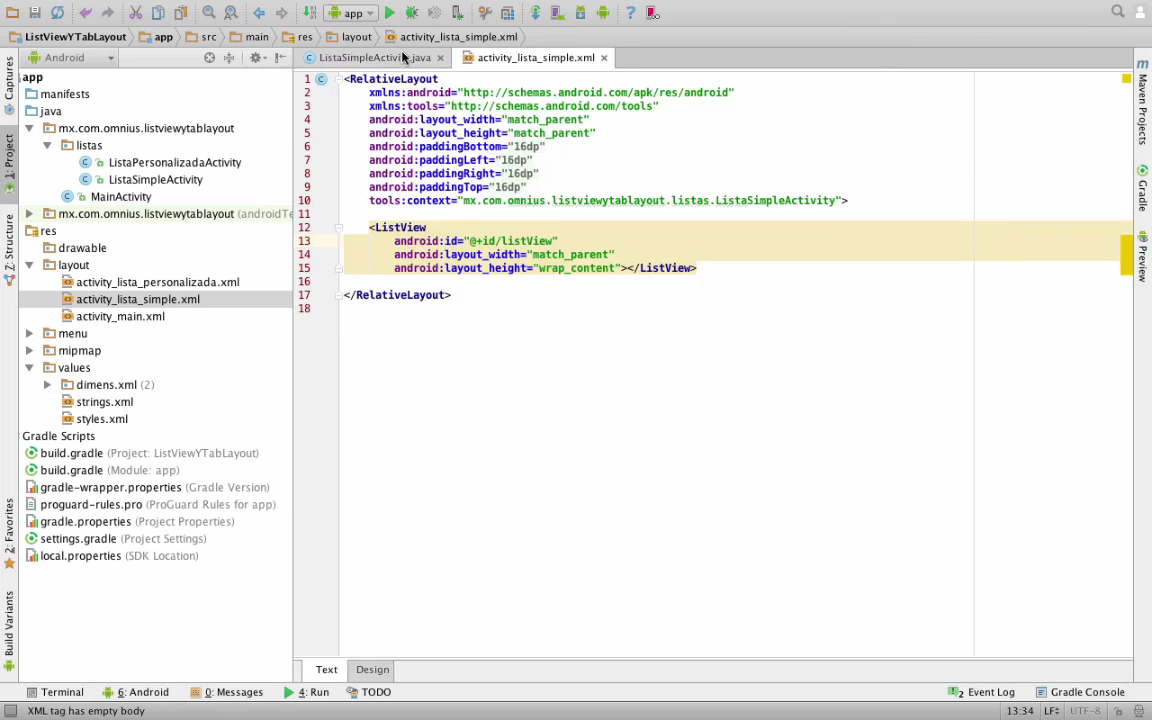 app
ListViewYTabLayout app src main res layout activity_lista_simple.xml
Captures
1: Project
Z: Structure
2: Favorites
Build Variants
Android
app
manifests
java
mx.com.omnius.listviewytablayout
listas
ListaPersonalizadaActivity
ListaSimpleActivity
MainActivity
mx.com.omnius.listviewytablayout (androidTe
res
drawable
layout
activity_lista_personalizada.xml
activity_lista_simple.xml
activity_main.xml
menu
mipmap
values
dimens.xml (2)
strings.xml
styles.xml
Gradle Scripts
build.gradle (Project: ListViewYTabLayout)
build.gradle (Module: app)
gradle-wrapper.properties (Gradle Version)
proguard-rules.pro (ProGuard Rules for app)
gradle.properties (Project Properties)
settings.gradle (Project Settings)
local.properties (SDK Location)
ListaSimpleActivity.java activity_lista_simple.xml
1 <RelativeLayout
2 xmlns:android="http://schemas.android.com/apk/res/android"
3 xmlns:tools="http://schemas.android.com/tools"
4 android:layout_width="match_parent"
5 android:layout_height="match_parent"
6 android:paddingBottom="16dp"
7 android:paddingLeft="16dp"
8 android:paddingRight="16dp"
9 android:paddingTop="16dp"
10 tools:context="mx.com.omnius.listviewytablayout.listas.ListaSimpleActivity">
11
12 <ListView
13 android:id="@+id/listView"
14 android:layout_width="match_parent"
15 android:layout_height="wrap_content"></ListView>
16
17 </RelativeLayout>
18
Text Design
Maven Projects
Gradle
Preview
Terminal 6: Android 0: Messages 4: Run TODO 2 Event Log Gradle Console
XML tag has empty body 13:34 LF÷ UTF-8÷